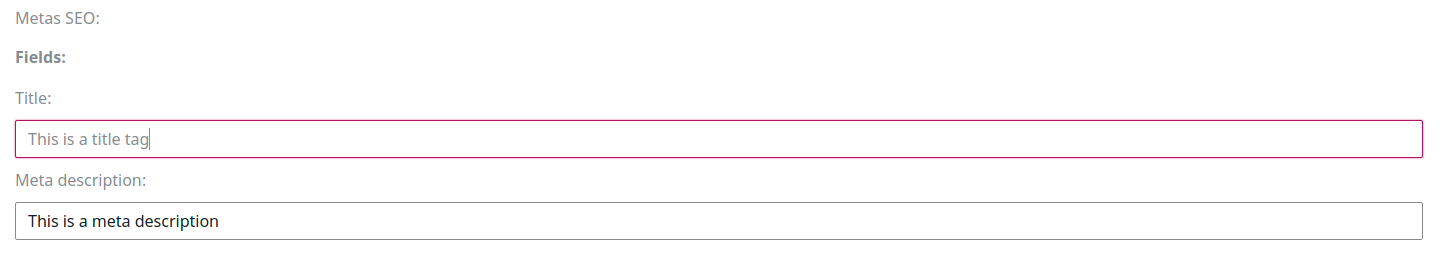 Metas SEO:
Fields:
Title:
This is a title tag
Meta description:
This is a meta description